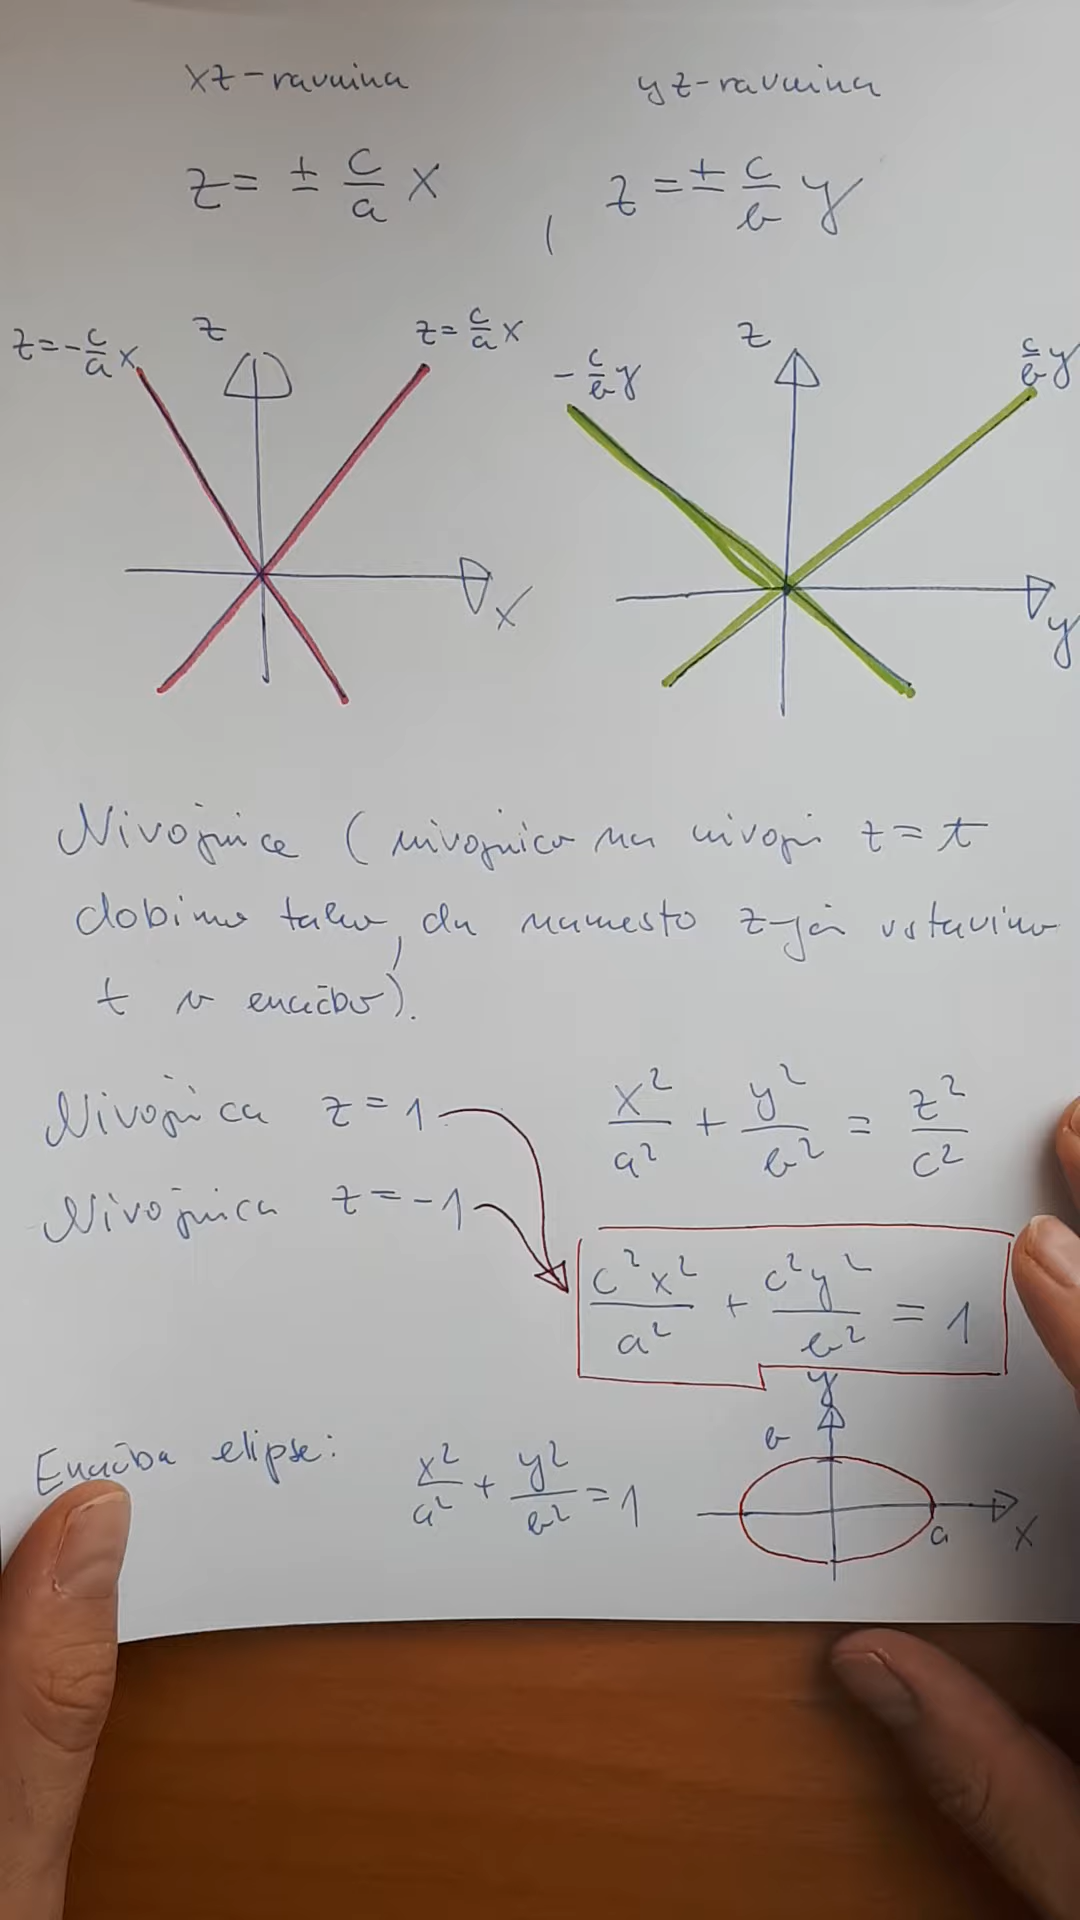 xz-ravnina yz-ravnina
z = ± c/a x , z = ± c/b y
z = -c/a x z z = c/a x -c/b y z c/b y
x y
Nivojnice (nivojnico na nivoju z = t
dobimo tako, da namesto z-ja vstavimo
t v enačbo).
Nivojnica z = 1 x²/a² + y²/b² = z²/c²
Nivojnica z = -1
c²x²/a² + c²y²/b² = 1
Enačba elipse: x²/a² + y²/b² = 1
y
b
a x